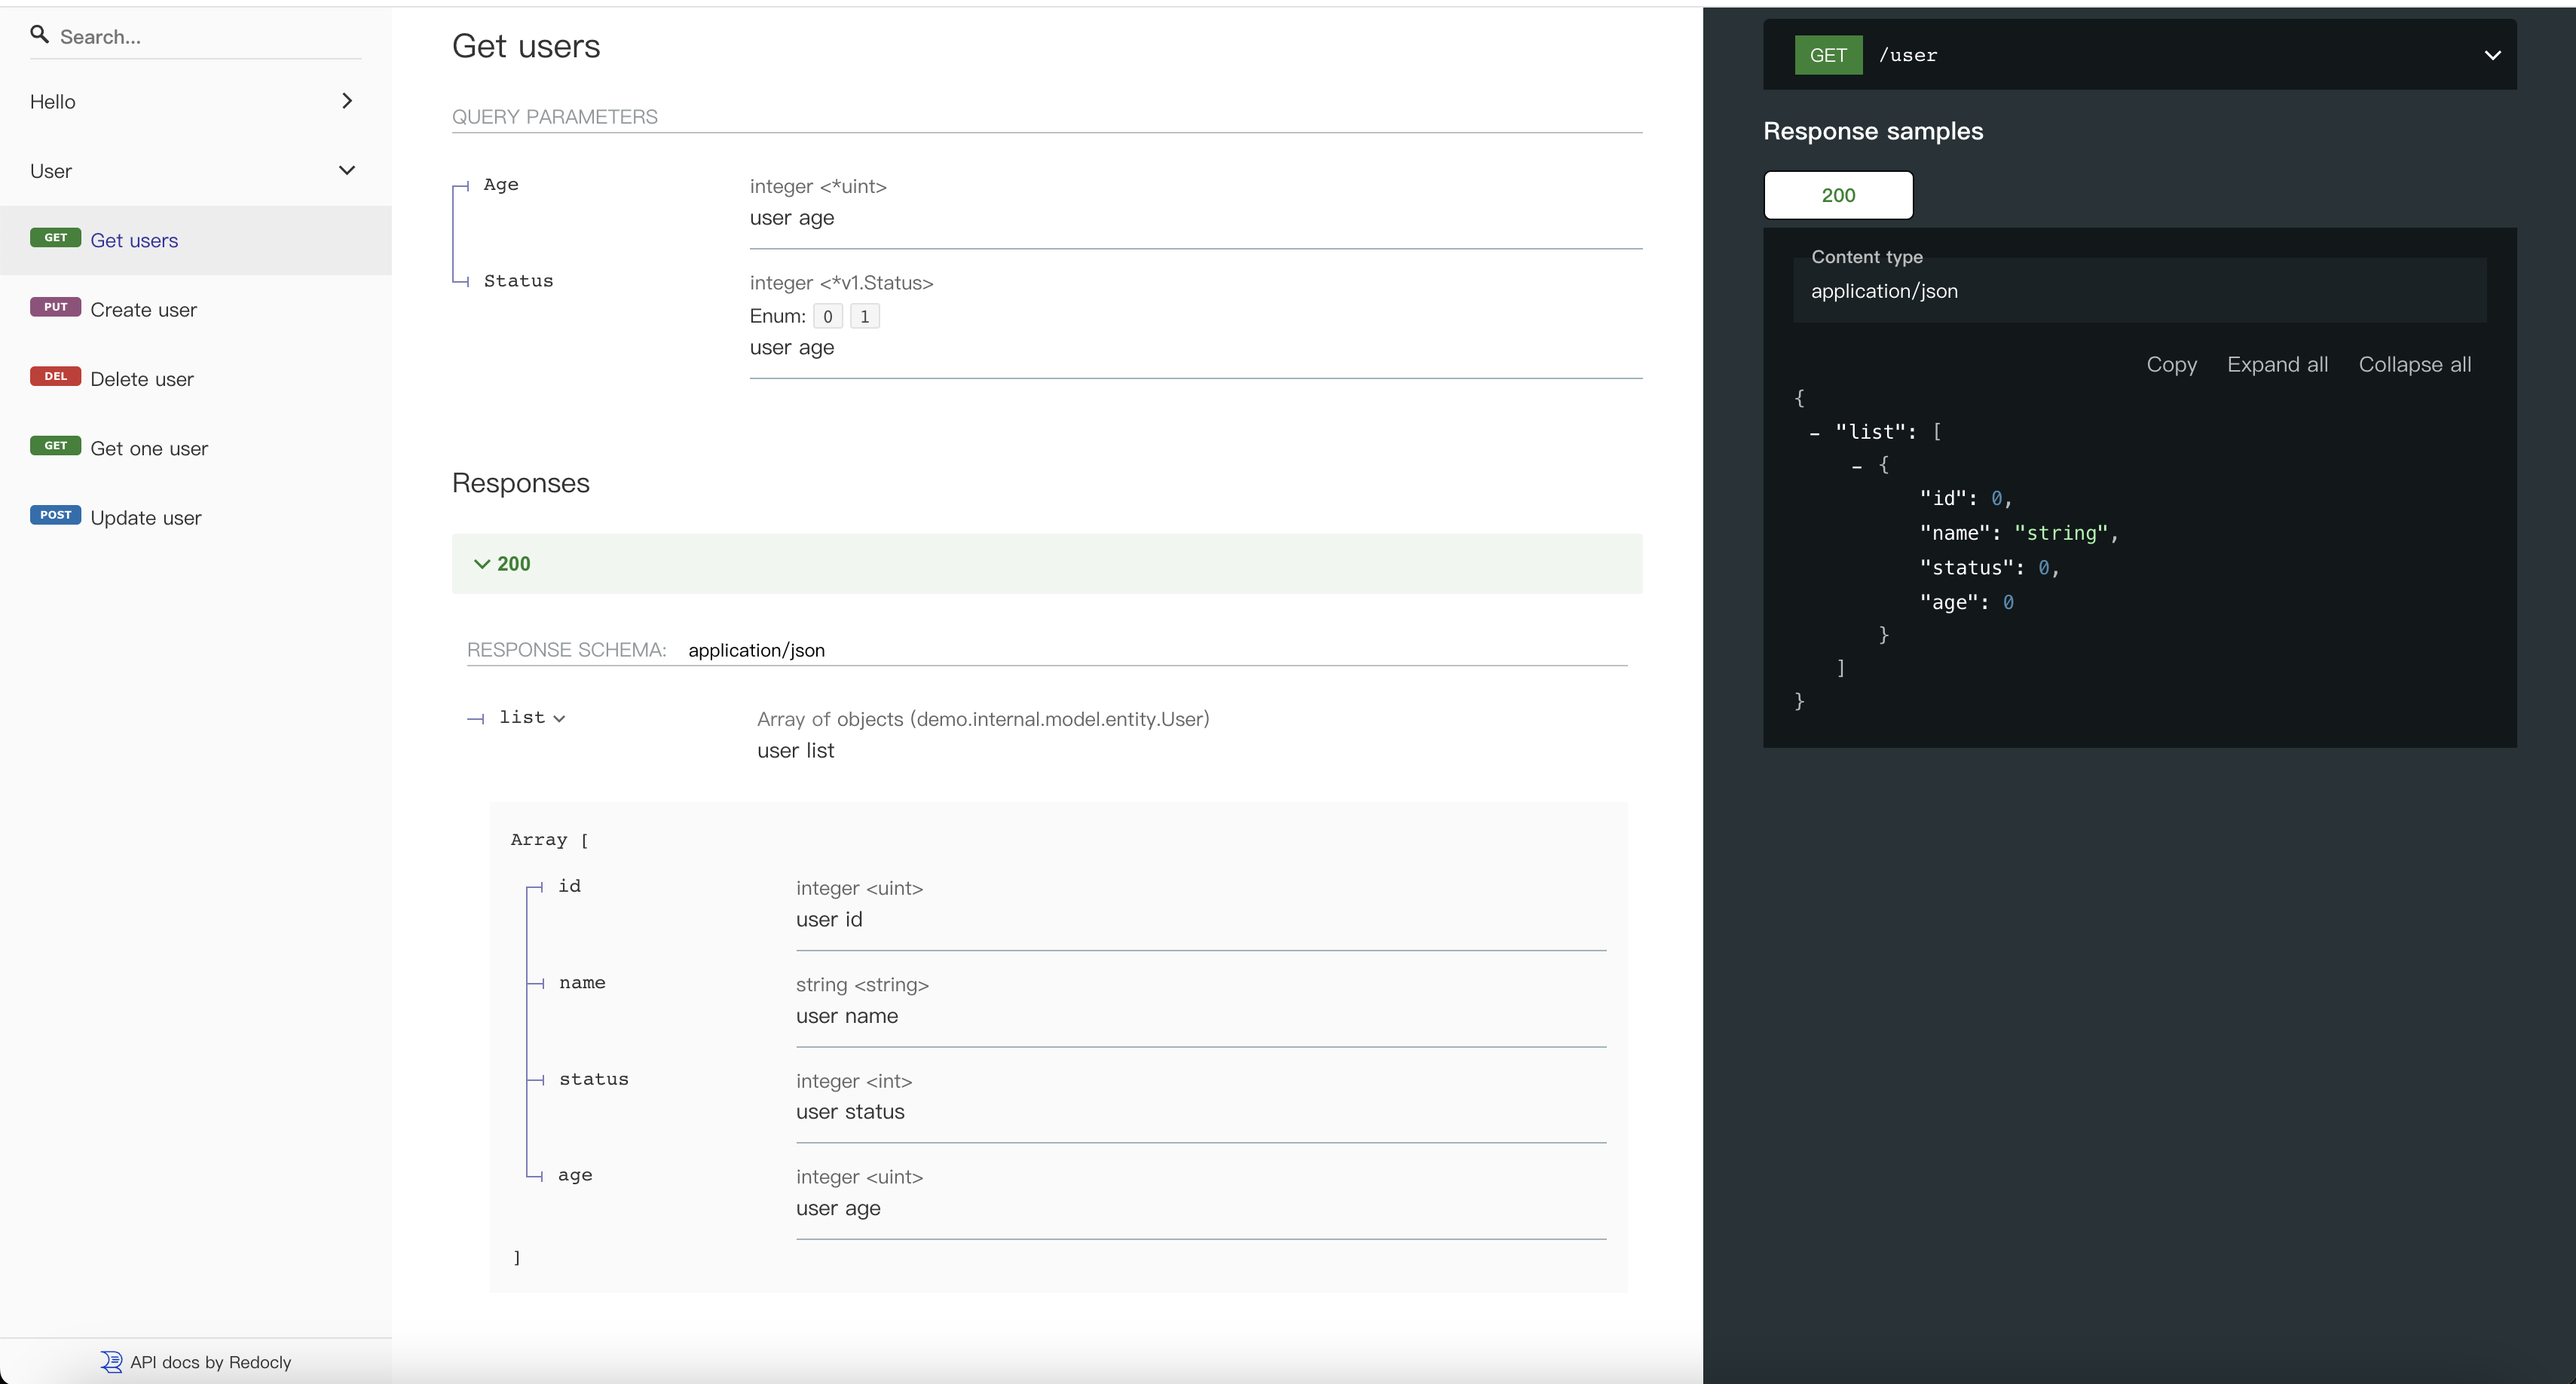 Search...
Hello
User
GET Get users
PUT Create user
DEL Delete user
GET Get one user
POST Update user
API docs by Redocly
Get users
QUERY PARAMETERS
Age
integer <*uint>
user age
Status
integer <*v1.Status>
Enum: 0 1
user age
Responses
200
RESPONSE SCHEMA: application/json
list
Array of objects (demo.internal.model.entity.User)
user list
Array [
id
integer <uint>
user id
name
string <string>
user name
status
integer <int>
user status
age
integer <uint>
user age
]
GET /user
Response samples
200
Content type
application/json
Copy Expand all Collapse all
{
- "list": [
- {
"id": 0,
"name": "string",
"status": 0,
"age": 0
}
]
}